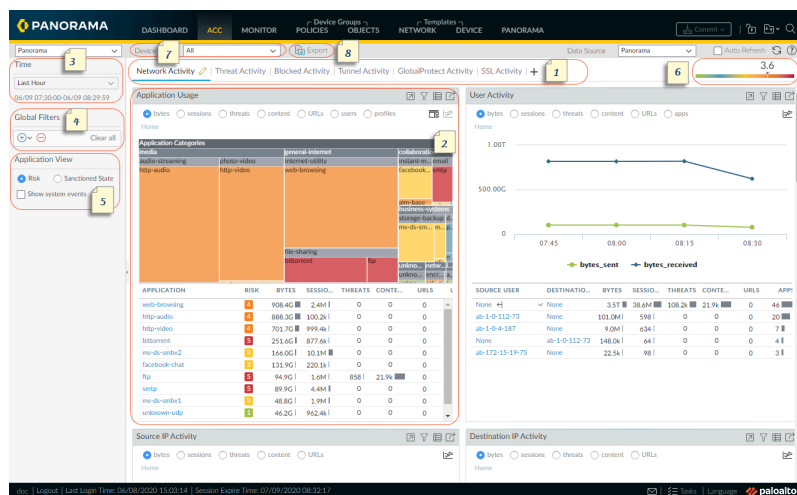 PANORAMA
DASHBOARD ACC MONITOR Device Groups POLICIES OBJECTS Templates NETWORK DEVICE PANORAMA Commit
Panorama Device All Export Data Source Panorama Auto Refresh
7 8
Time 3
Last Hour
06/09 07:30:00-06/09 08:29:59
Network Activity Threat Activity Blocked Activity Tunnel Activity GlobalProtect Activity SSL Activity + 1 6 3.6
Global Filters
4
Clear all
Application View
Risk Sanctioned State
Show system events
5
Application Usage
bytes sessions threats content URLs users profiles
Home
2
Application Categories
media general-internet
audio-streaming photo-video internet-utility instant-m... email
http-audio http-video web-browsing facebook... smtp
aim-base
business-systems
storage-backup
ms-ds-sm...
file-sharing
bittorrent ftp
APPLICATION RISK BYTES SESSIO... THREATS CONTE... URLS
web-browsing 4 908.4G 2.4M 0 0 0
http-audio 4 888.3G 100.2k 0 0 0
http-video 4 701.7G 999.4k 0 0 0
bittorrent 5 251.6G 877.6k 0 0 0
ms-ds-smbv2 3 166.0G 10.1M 0 0 0
facebook-chat 3 131.9G 220.1k 0 0 0
ftp 5 94.9G 1.6M 858 21.9k 0
smtp 5 89.9G 4.4M 0 0 0
ms-ds-smbv1 3 48.8G 1.9M 0 0 0
unknown-udp 1 46.2G 962.4k 0 0 0
User Activity
bytes sessions threats content URLs apps
Home
1.00T
500.00G
0
07:45 08:00 08:15 08:30
bytes_sent bytes_received
SOURCE USER DESTINATIO... BYTES SESSIO... THREATS CONTE... URLS APPS
None None 3.5T 38.6M 108.2k 21.9k 0 46
ab-1-0-112-73 None 101.0M 598 0 0 0 20
ab-1-0-4-187 None 9.0M 634 0 0 0 7
None ab-1-0-112-73 148.0k 64 0 0 0 4
ab-172-15-19-75 None 22.5k 98 0 0 0 3
Source IP Activity
bytes sessions threats content URLs
Home
Destination IP Activity
bytes sessions threats content URLs
Home
doc | Logout | Last Login Time: 06/08/2020 15:03:14 | Session Expire Time: 07/09/2020 08:32:17 Tasks | Language paloalto